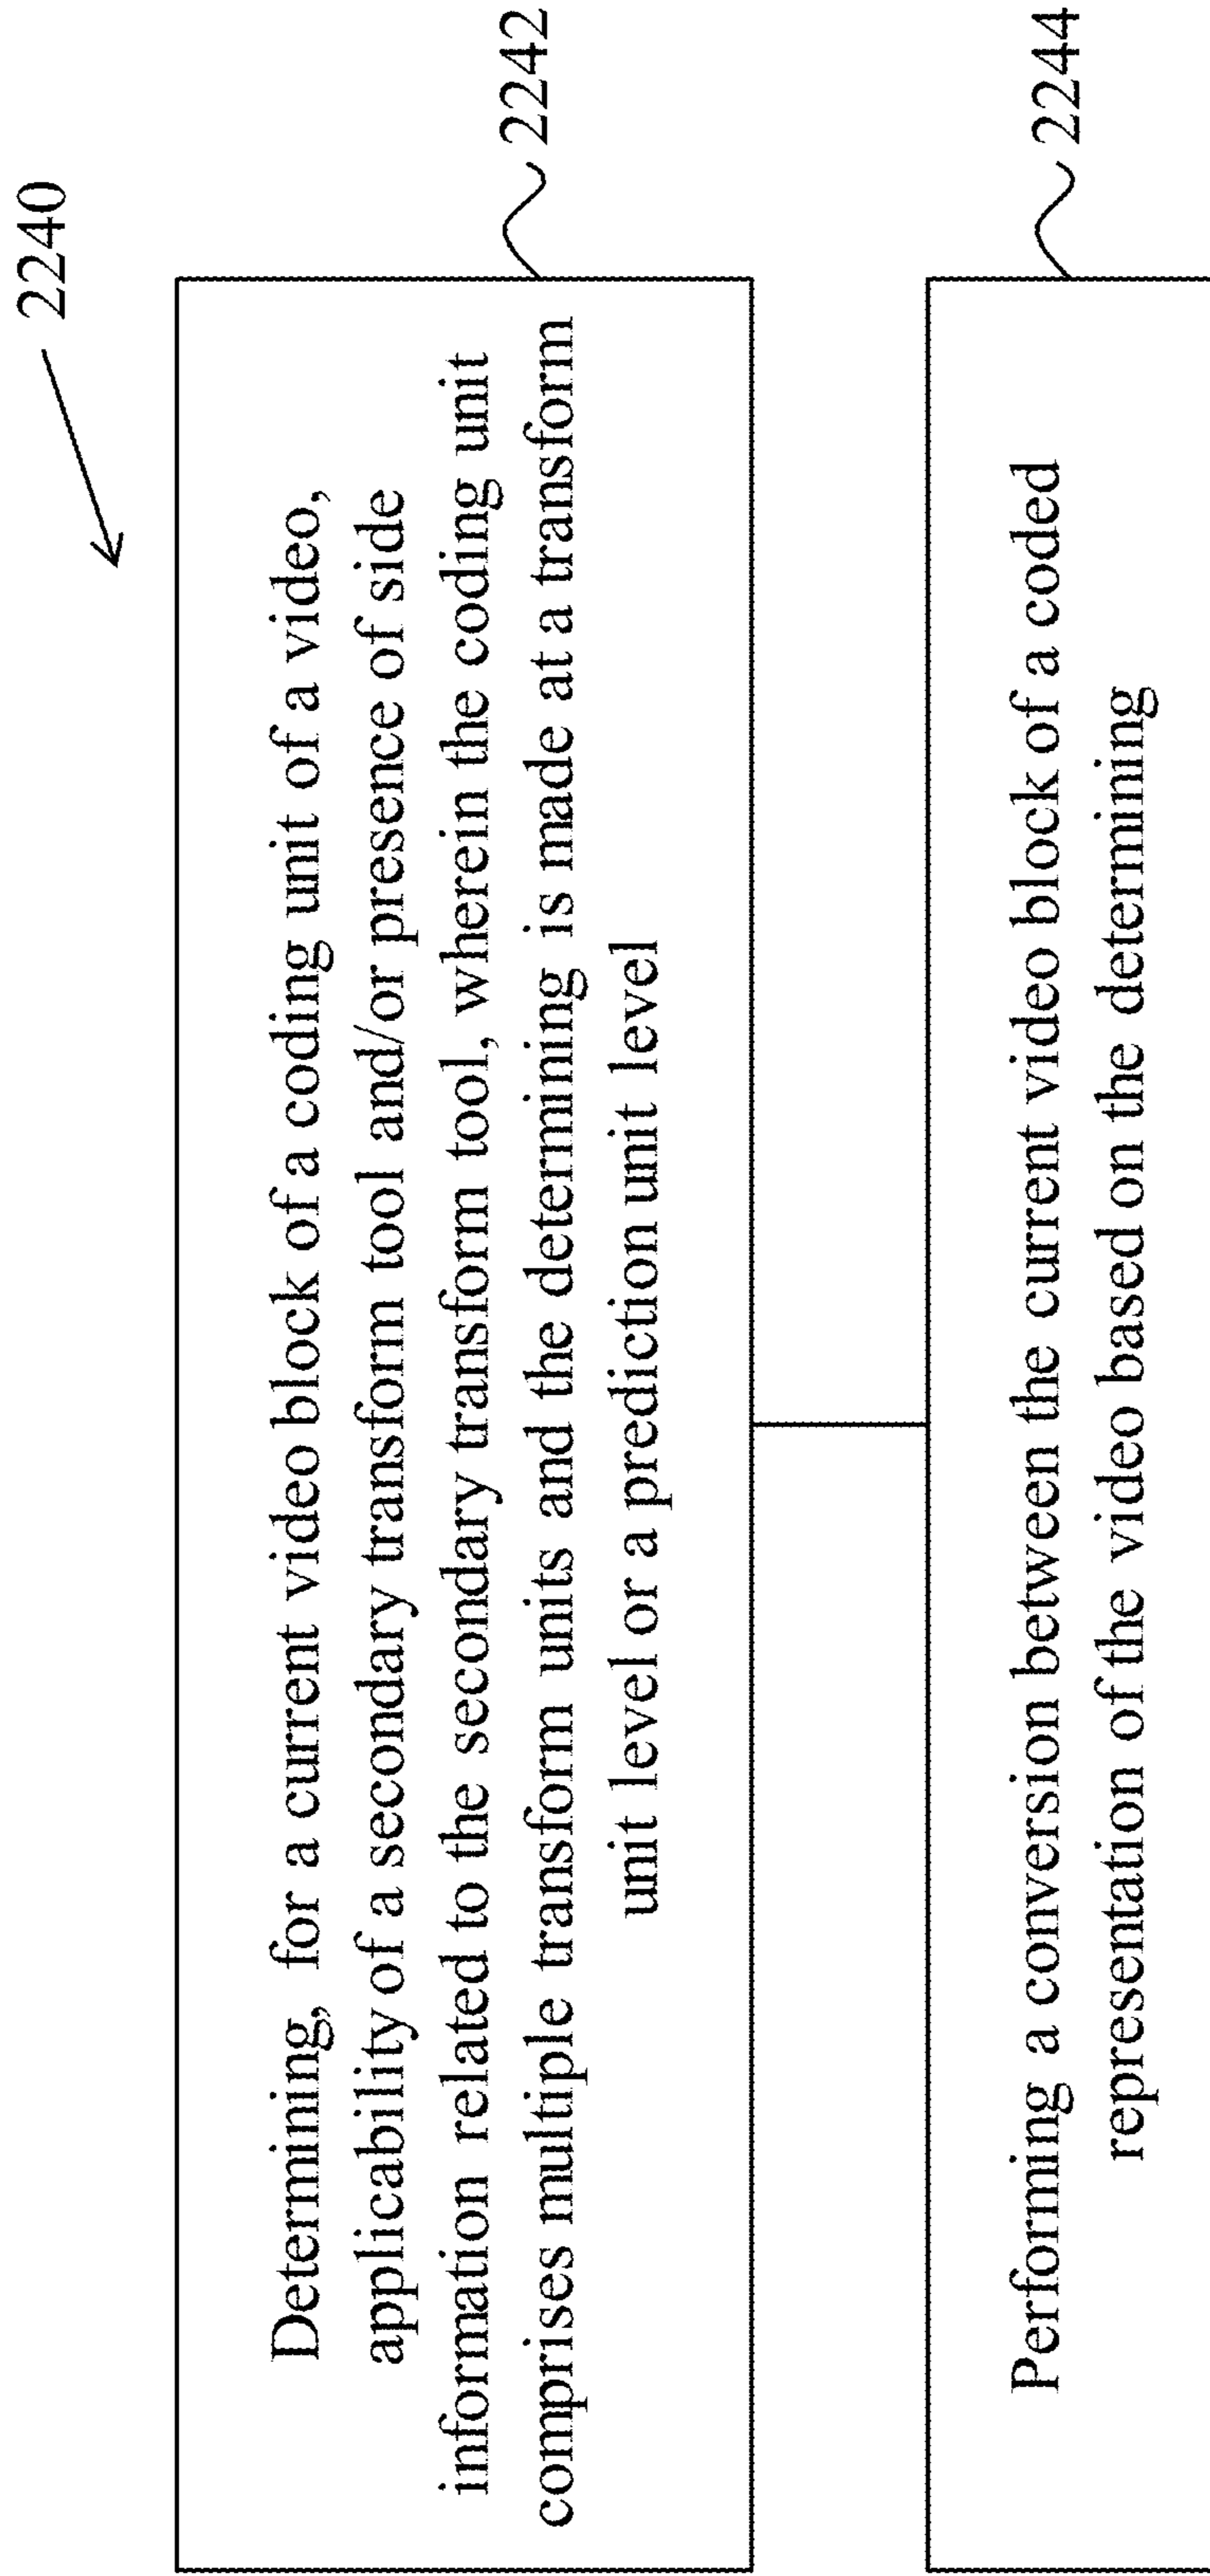 2240
Determining, for a current video block of a coding unit of a video,
applicability of a secondary transform tool and/or presence of side
information related to the secondary transform tool, wherein the coding unit
comprises multiple transform units and the determining is made at a transform
unit level or a prediction unit level
2242
Performing a conversion between the current video block of a coded
representation of the video based on the determining
2244